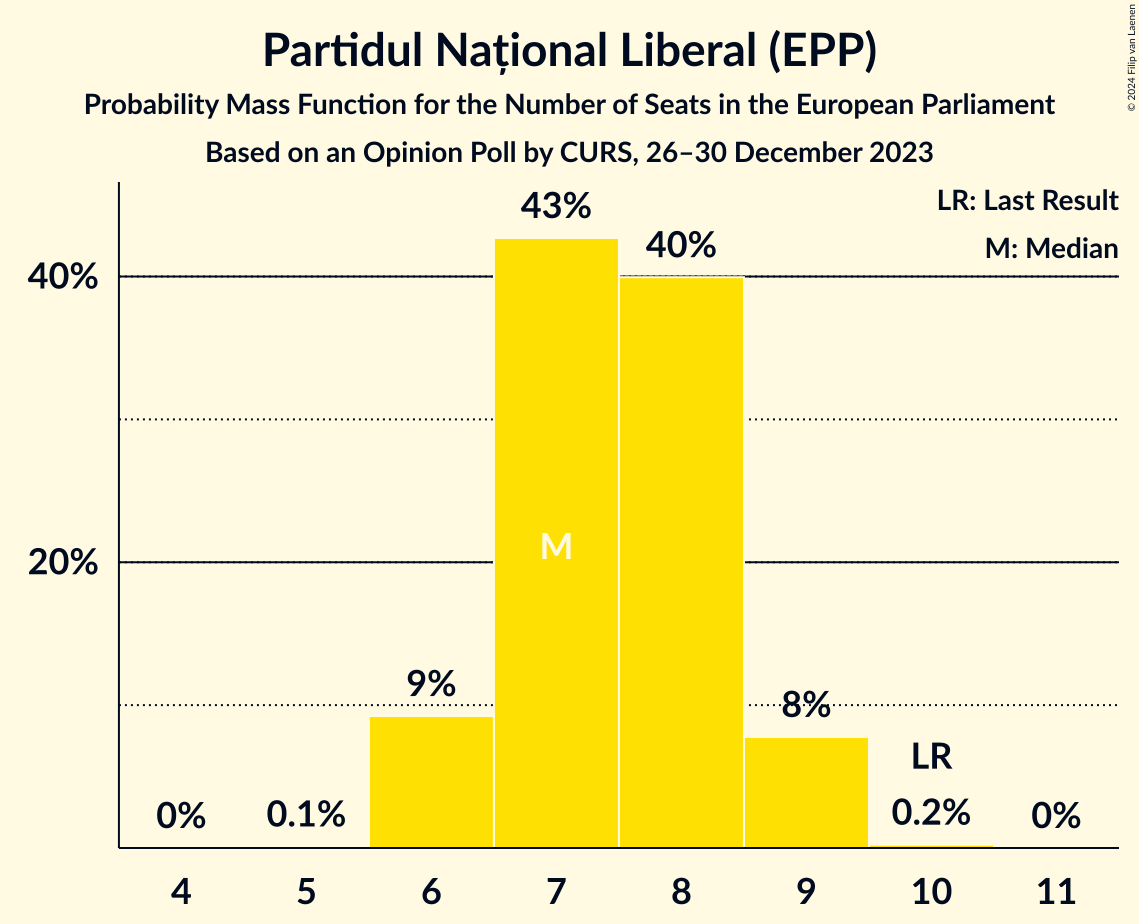 Partidul Național Liberal (EPP)
Probability Mass Function for the Number of Seats in the European Parliament
Based on an Opinion Poll by CURS, 26–30 December 2023
© 2024 Filip van Laenen
LR: Last Result
M: Median
43%
40%
40%
20%
M
9%
8%
LR
0%
0.1%
0.2%
0%
4 5 6 7 8 9 10 11